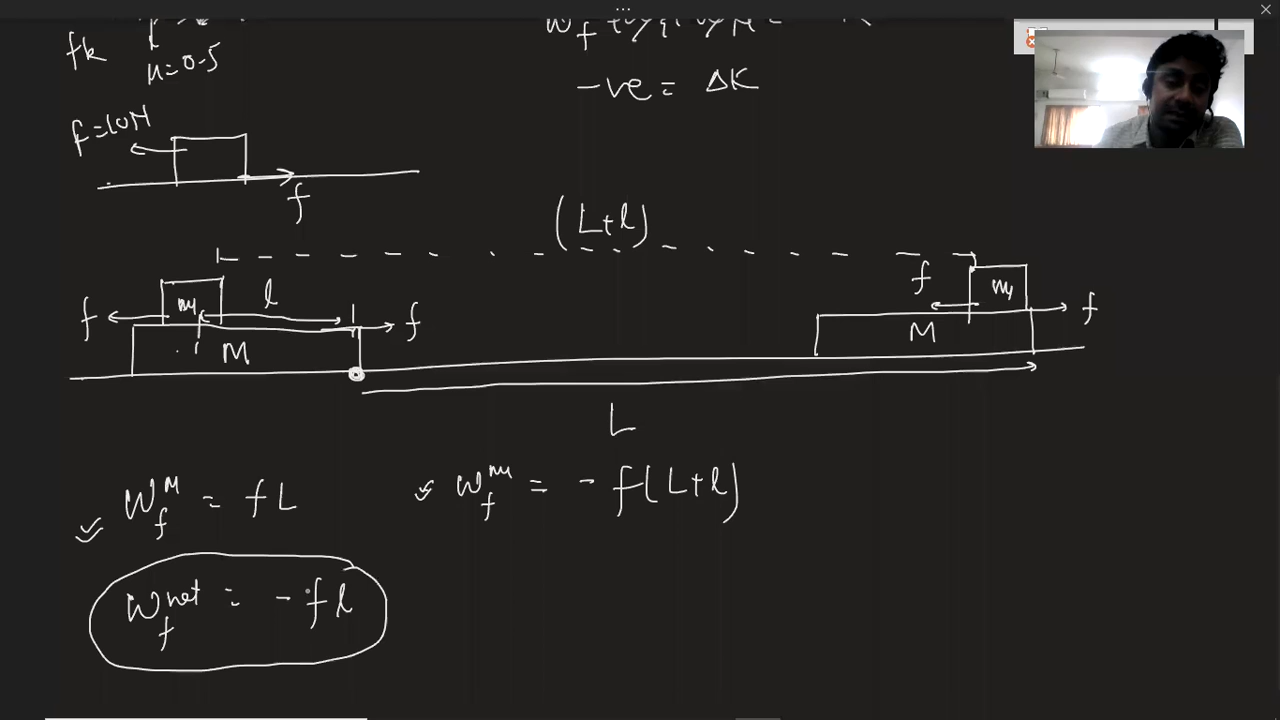 fk
μ=0.5
-ve = ΔK
f=10N
f
(L+l)
f m l f
M
f m f
M
L
W_f^M = fL
W_f^m = -f(L+l)
W_f^net = -fl